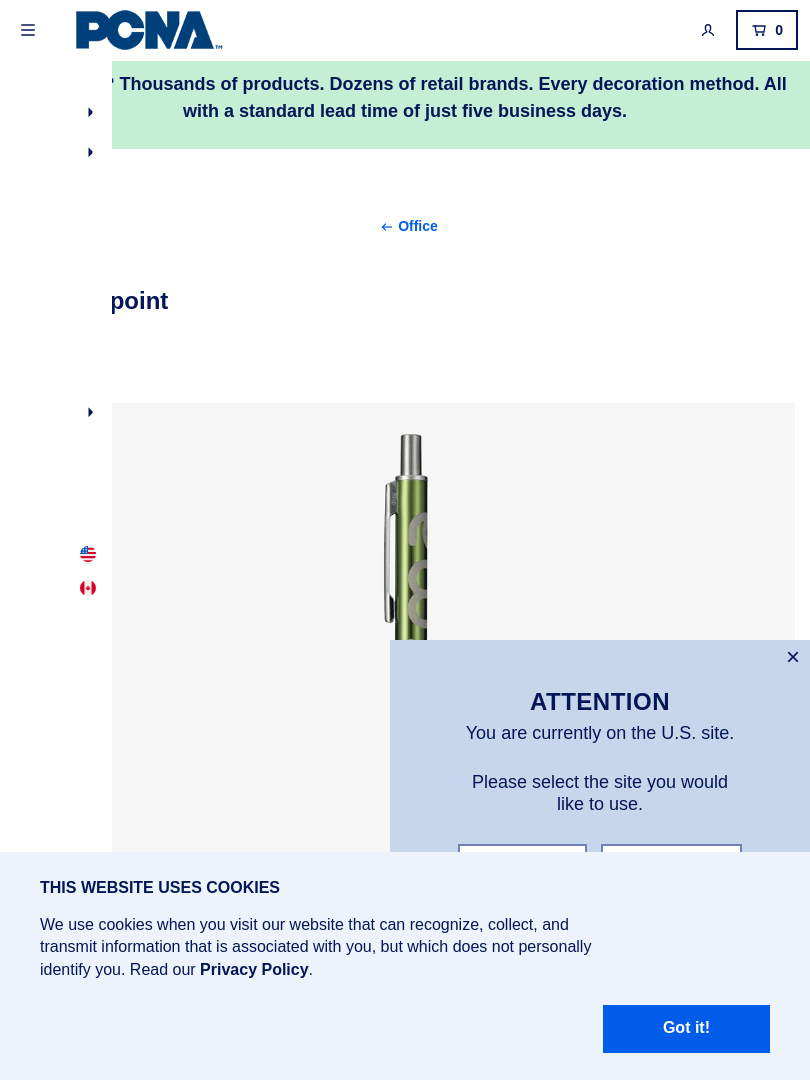 PCNA™
0
? Thousands of products. Dozens of retail brands. Every decoration method. All
with a standard lead time of just five business days.
← Office
point
×
ATTENTION
You are currently on the U.S. site.
Please select the site you would
like to use.
THIS WEBSITE USES COOKIES
We use cookies when you visit our website that can recognize, collect, and
transmit information that is associated with you, but which does not personally
identify you. Read our Privacy Policy.
Got it!